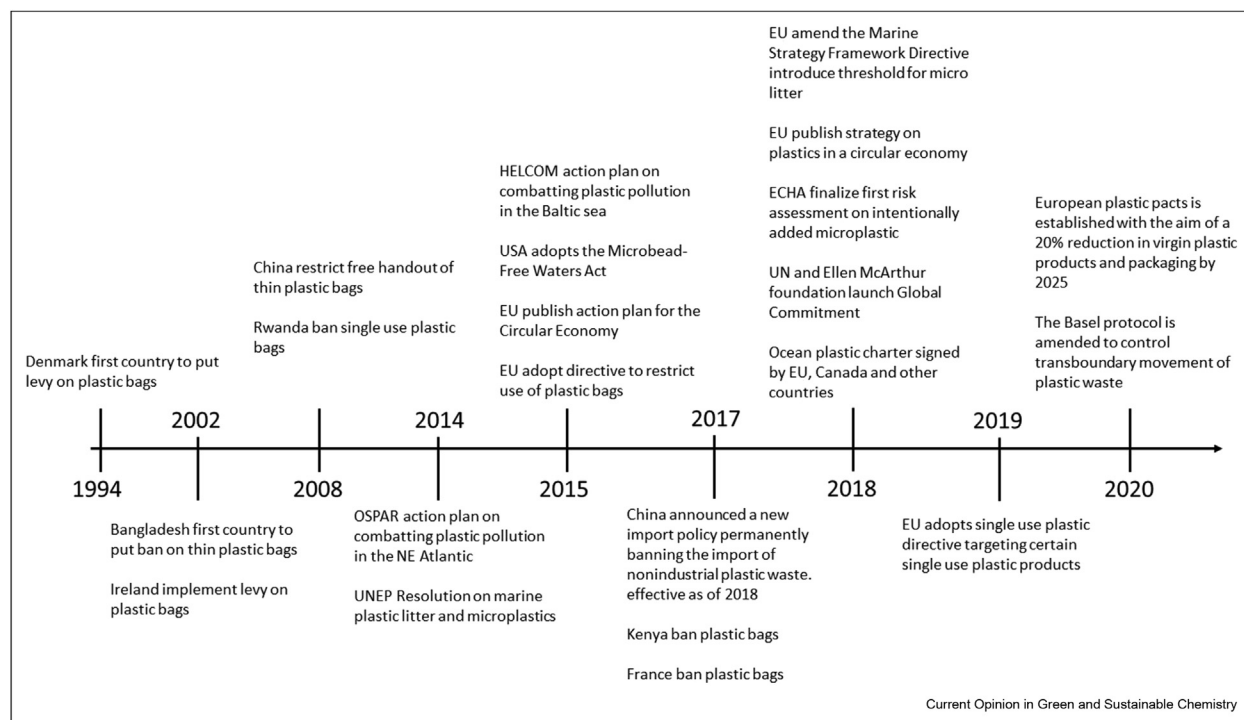 EU amend the Marine
Strategy Framework Directive
introduce threshold for micro
litter
EU publish strategy on
plastics in a circular economy
ECHA finalize first risk
assessment on intentionally
added microplastic
UN and Ellen McArthur
foundation launch Global
Commitment
Ocean plastic charter signed
by EU, Canada and other
countries
HELCOM action plan on
combatting plastic pollution
in the Baltic sea
USA adopts the Microbead-
Free Waters Act
EU publish action plan for the
Circular Economy
EU adopt directive to restrict
use of plastic bags
European plastic pacts is
established with the aim of a
20% reduction in virgin plastic
products and packaging by
2025
The Basel protocol is
amended to control
transboundary movement of
plastic waste
China restrict free handout of
thin plastic bags
Rwanda ban single use plastic
bags
Denmark first country to put
levy on plastic bags
2002
2014
2017
2019
1994
2008
2015
2018
2020
Bangladesh first country to
put ban on thin plastic bags
Ireland implement levy on
plastic bags
OSPAR action plan on
combatting plastic pollution
in the NE Atlantic
UNEP Resolution on marine
plastic litter and microplastics
China announced a new
import policy permanently
banning the import of
nonindustrial plastic waste.
effective as of 2018
Kenya ban plastic bags
France ban plastic bags
EU adopts single use plastic
directive targeting certain
single use plastic products
Current Opinion in Green and Sustainable Chemistry